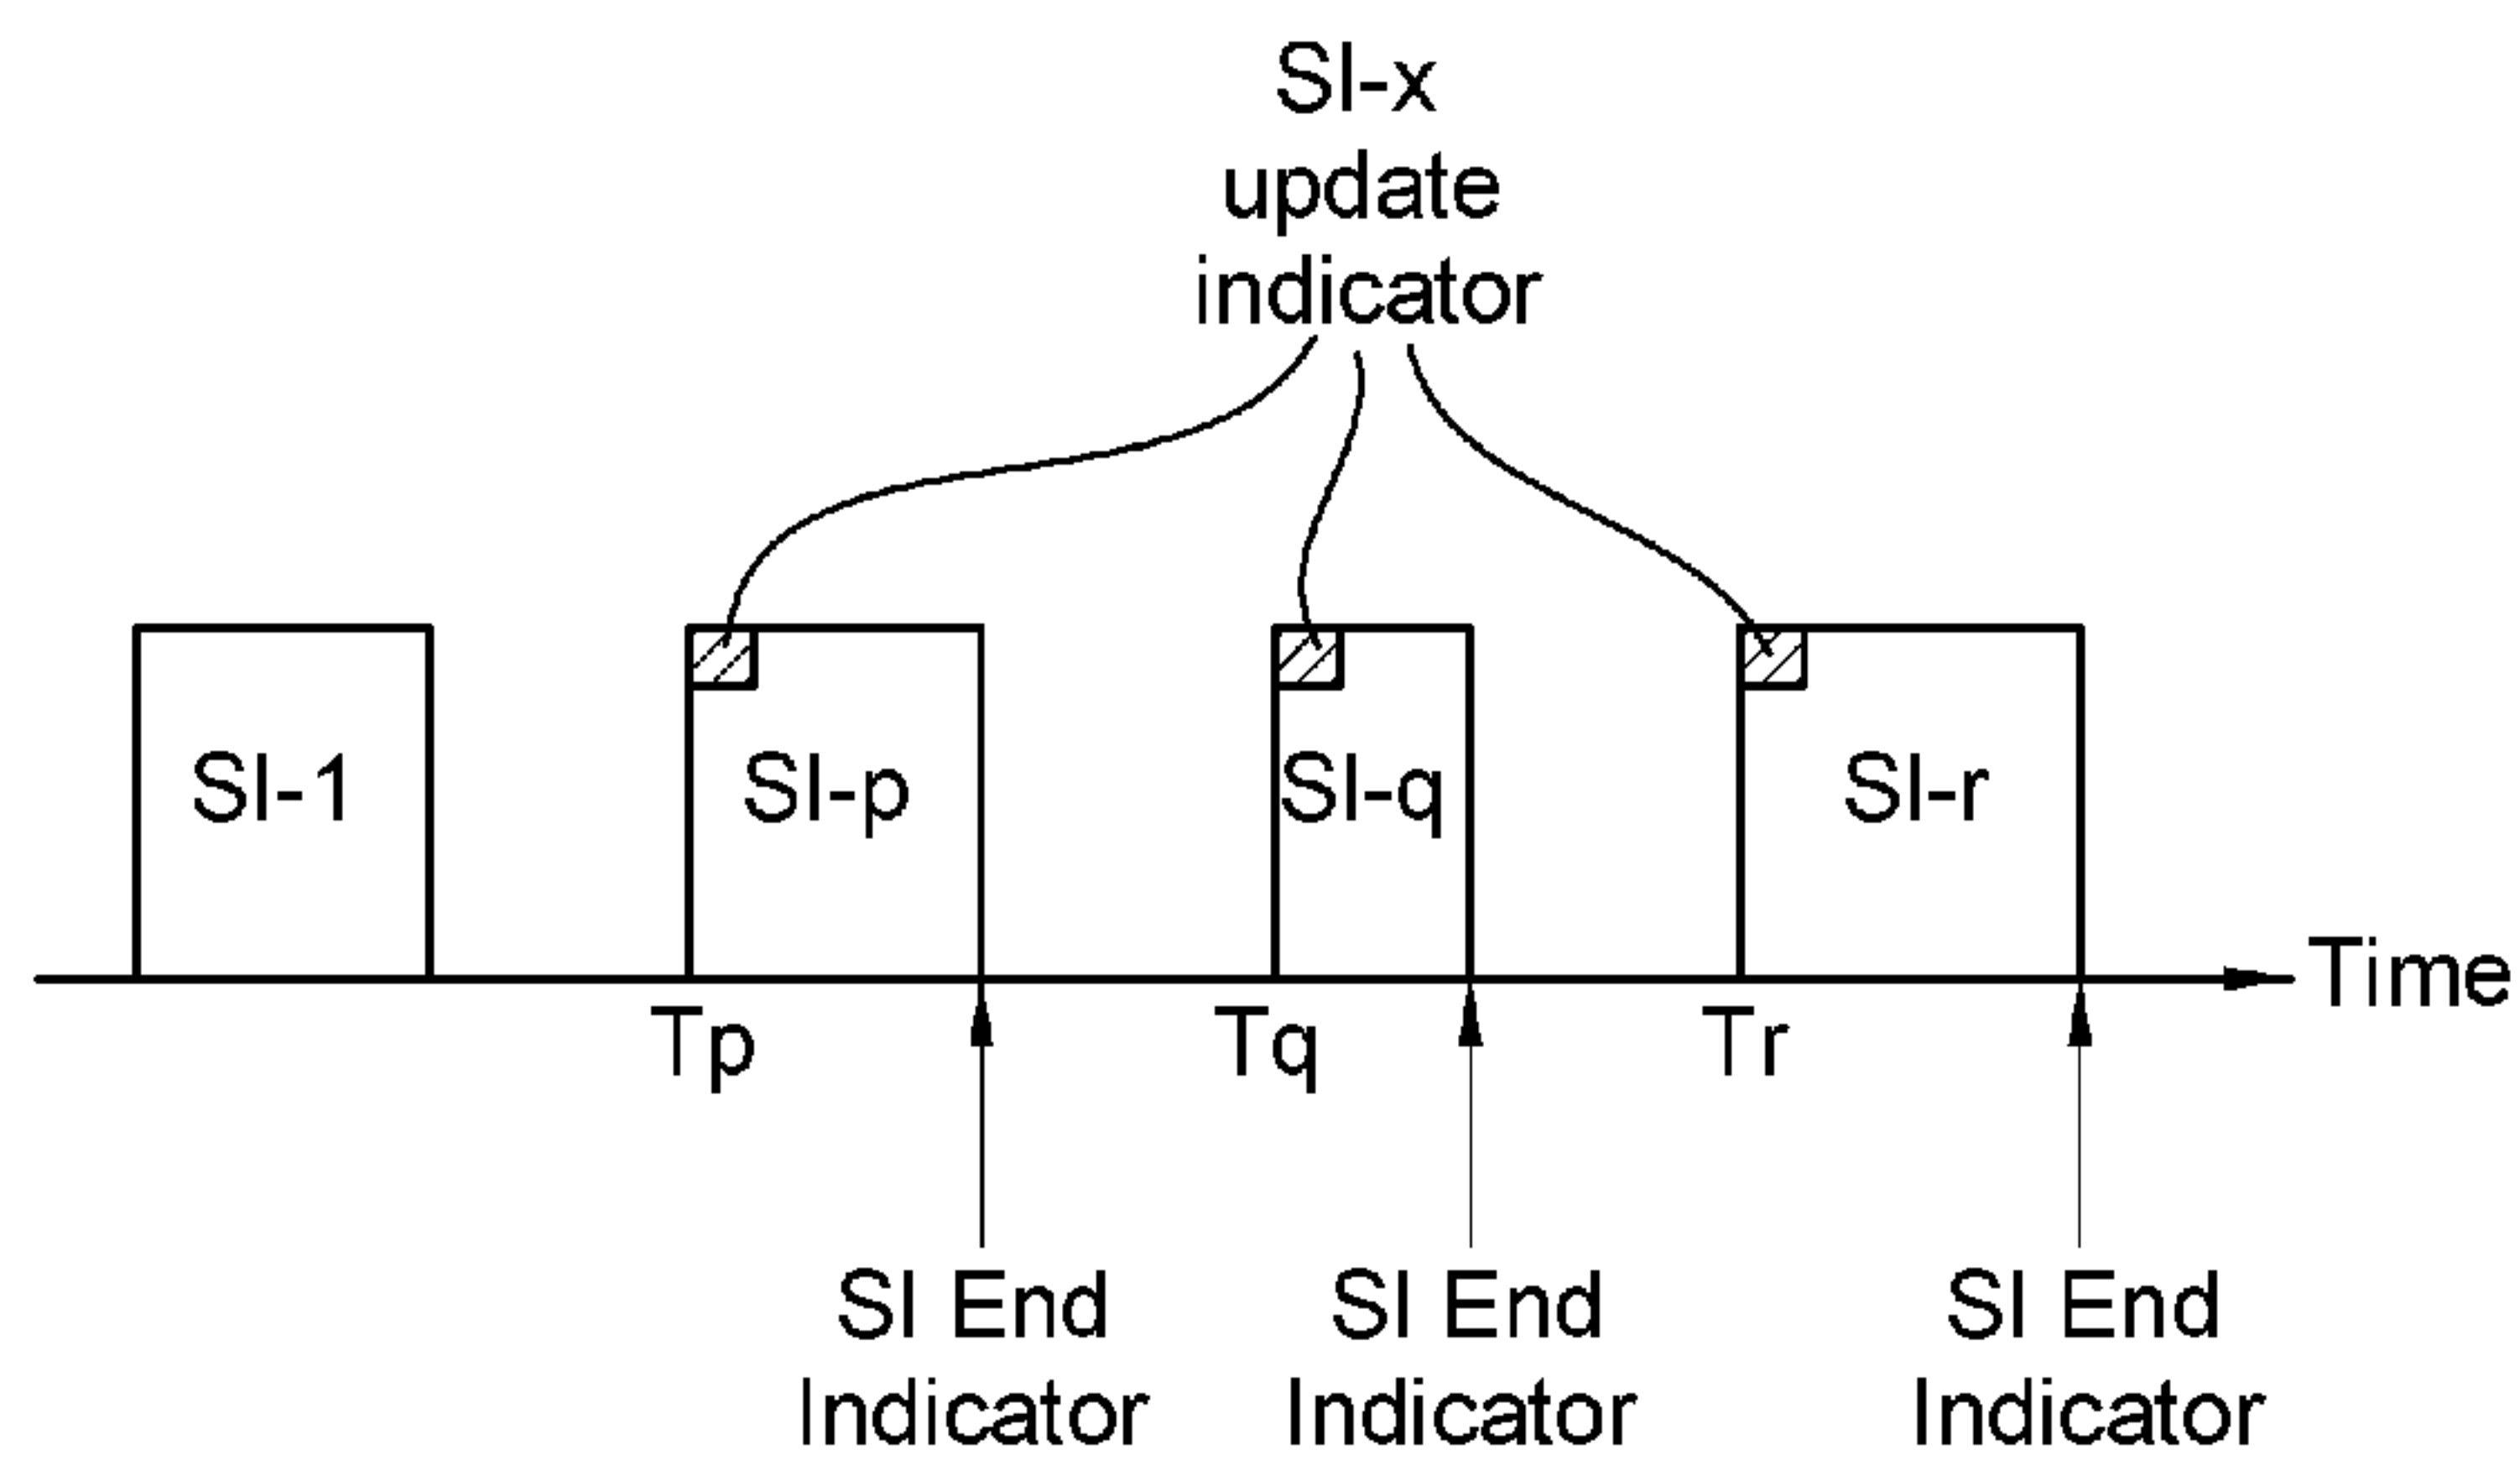 SI-x
update
indicator
SI-1
SI-p
SI-q
SI-r
Time
Tp
Tq
Tr
SI End
Indicator
SI End
Indicator
SI End
Indicator